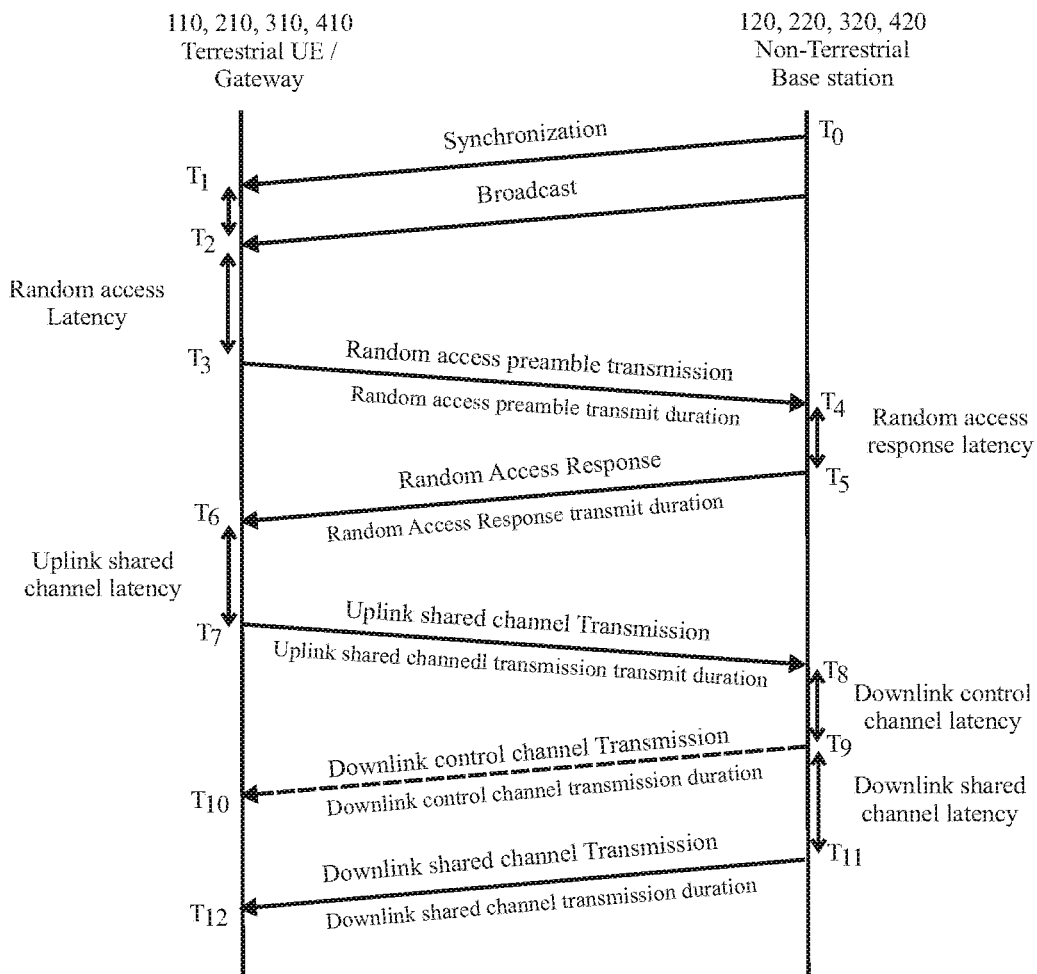 110, 210, 310, 410
Terrestrial UE /
Gateway
120, 220, 320, 420
Non-Terrestrial
Base station
Synchronization
T0
T1
Broadcast
T2
Random access
Latency
T3
Random access preamble transmission
Random access preamble transmit duration
T4
Random access
response latency
Random Access Response
T5
T6
Random Access Response transmit duration
Uplink shared
channel latency
T7
Uplink shared channel Transmission
Uplink shared channedl transmission transmit duration
T8
Downlink control
channel latency
Downlink control channel Transmission
T9
T10
Downlink control channel transmission duration
Downlink shared
channel latency
Downlink shared channel Transmission
T11
T12
Downlink shared channel transmission duration